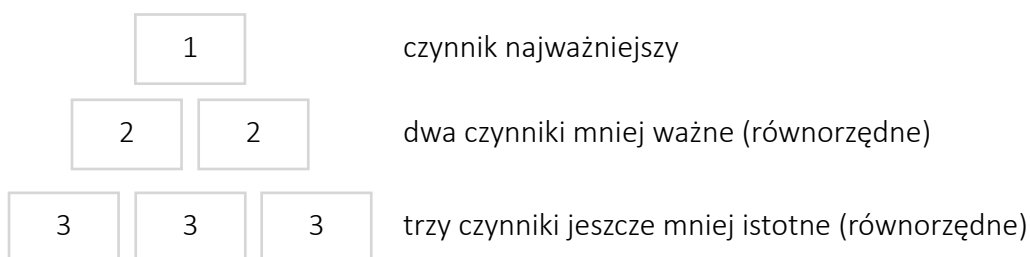 1 czynnik najważniejszy
2 2 dwa czynniki mniej ważne (równorzędne)
3 3 3 trzy czynniki jeszcze mniej istotne (równorzędne)